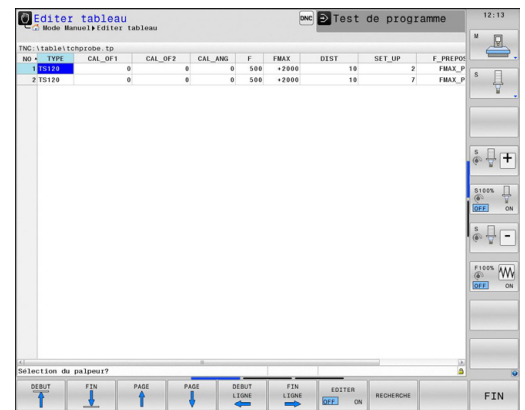 Editer tableau
DNC
Test de programme
12:13
Mode Manuel▸Editer tableau
TNC:\table\tchprobe.tp
NO TYPE CAL_OF1 CAL_OF2 CAL_ANG F FMAX DIST SET_UP F_PREPOS
1 TS120 0 0 0 500 +2000 10 2 FMAX_P
2 TS120 0 0 0 500 +2000 10 7 FMAX_P
M
S
S
S100%
OFF ON
S
F100%
OFF ON
Sélection du palpeur?
DEBUT
FIN
PAGE
PAGE
DEBUT LIGNE
FIN LIGNE
EDITER
OFF ON
RECHERCHE
FIN